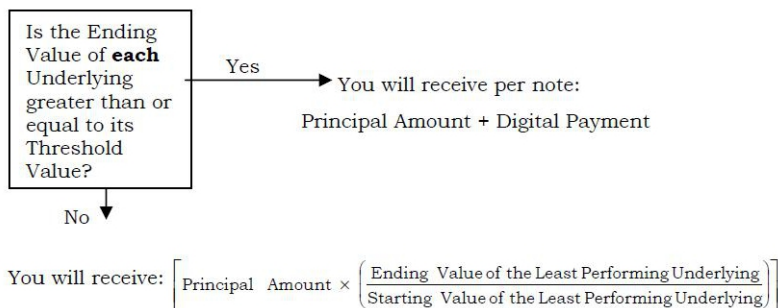 Is the Ending
Value of each
Underlying
greater than or
equal to its
Threshold
Value?
Yes
You will receive per note:
Principal Amount + Digital Payment
No
You will receive: [Principal Amount × (Ending Value of the Least Performing Underlying
Starting Value of the Least Performing Underlying)]